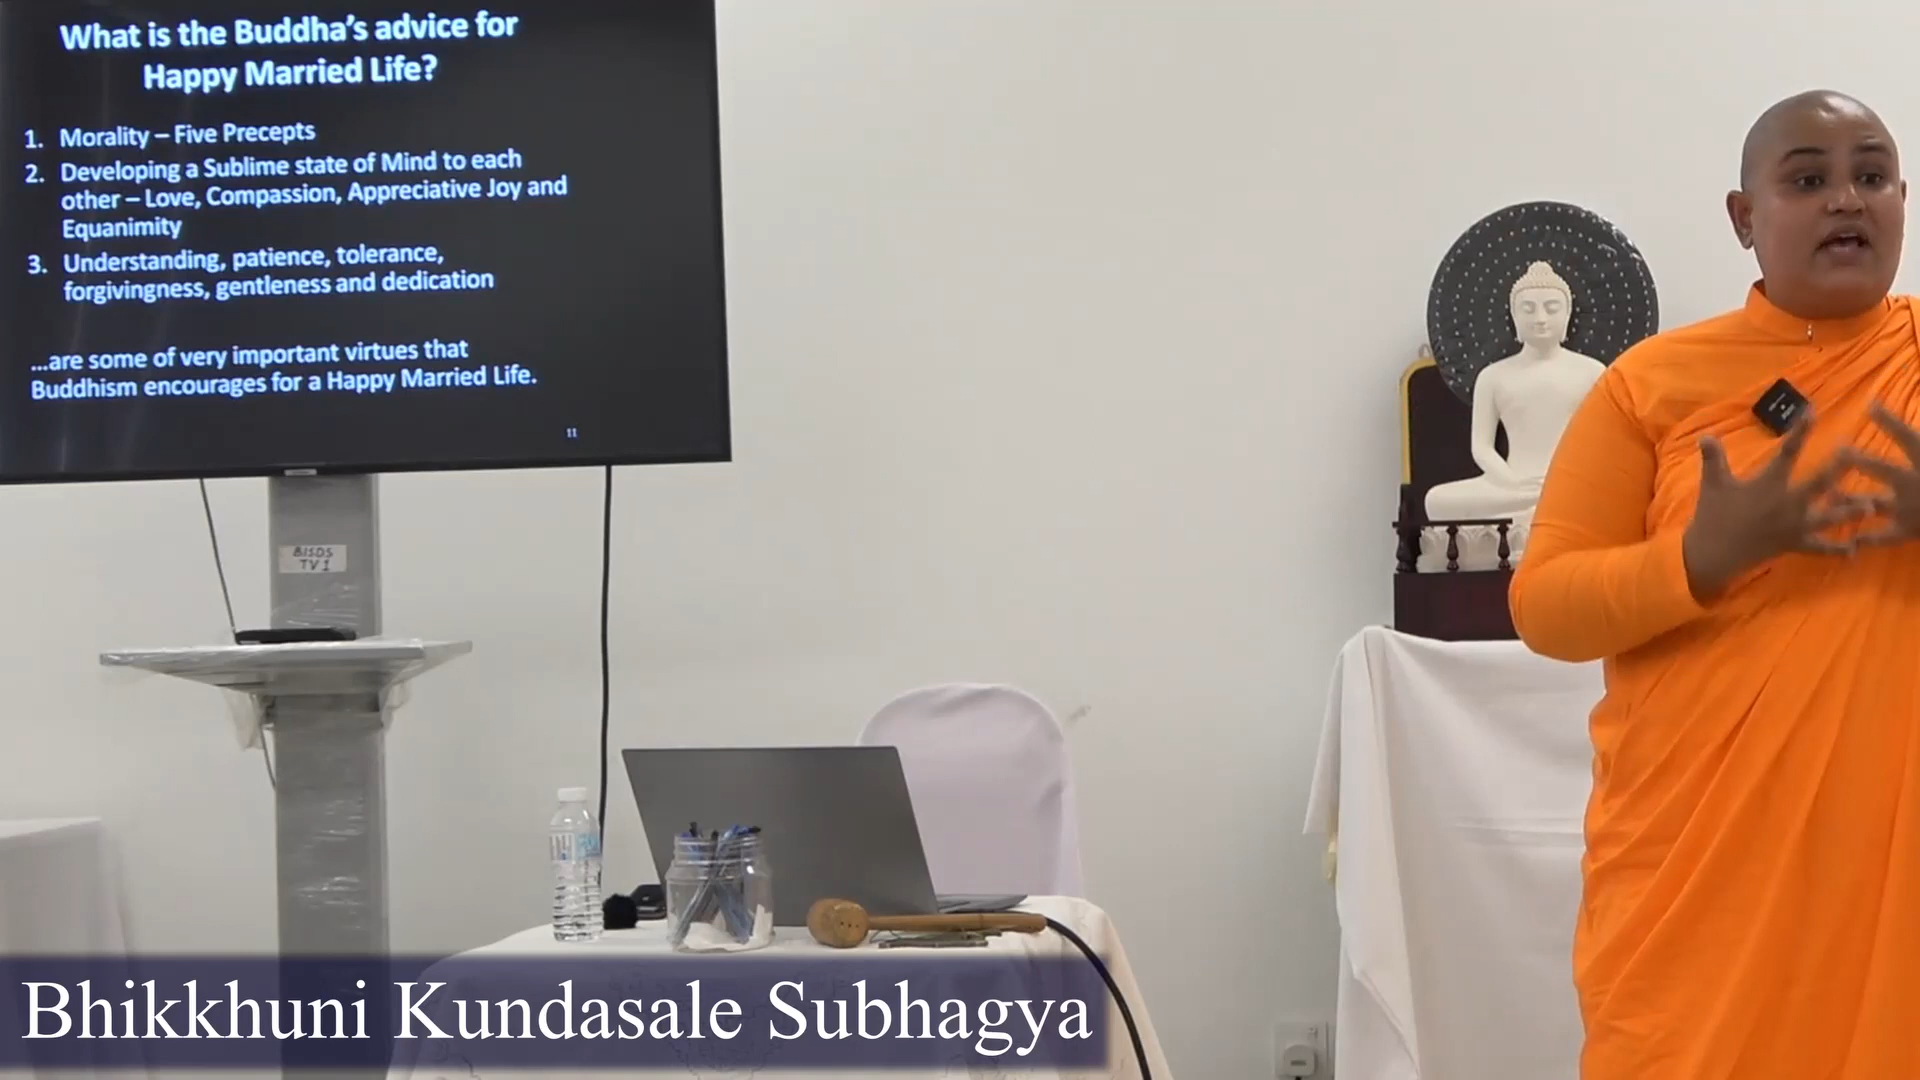 What is the Buddha's advice for
Happy Married Life?
1. Morality – Five Precepts
2. Developing a Sublime state of Mind to each
other – Love, Compassion, Appreciative Joy and
Equanimity
3. Understanding, patience, tolerance,
forgivingness, gentleness and dedication
...are some of very important virtues that
Buddhism encourages for a Happy Married Life.
11
BISDS
TV 1
Bhikkhuni Kundasale Subhagya